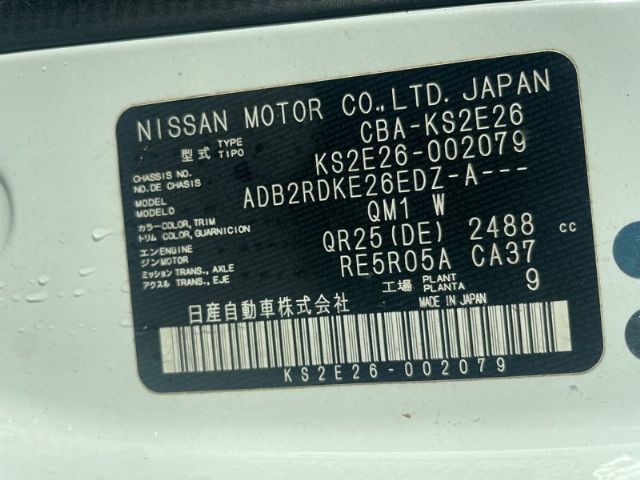 NISSAN MOTOR CO.,LTD. JAPAN
型式 TYPE TIPO CBA-KS2E26
CHASSIS NO. NO. DE CHASIS KS2E26-002079
MODEL MODELO ADB2RDKE26EDZ-A---
カラー COLOR, TRIM トリム COLOR, GUARNICION QM1 W
エンジン ENGINE MOTOR QR25(DE) 2488 cc
ミッション TRANS., AXLE アクスル TRANS., EJE RE5R05A CA37
工場 PLANT PLANTA 9
日産自動車株式会社 MADE IN JAPAN
KS2E26-002079